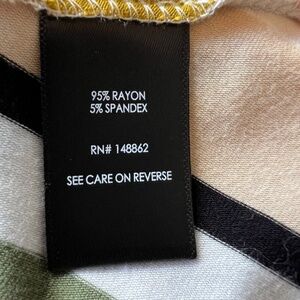 95% RAYON
5% SPANDEX
RN# 148862
SEE CARE ON REVERSE